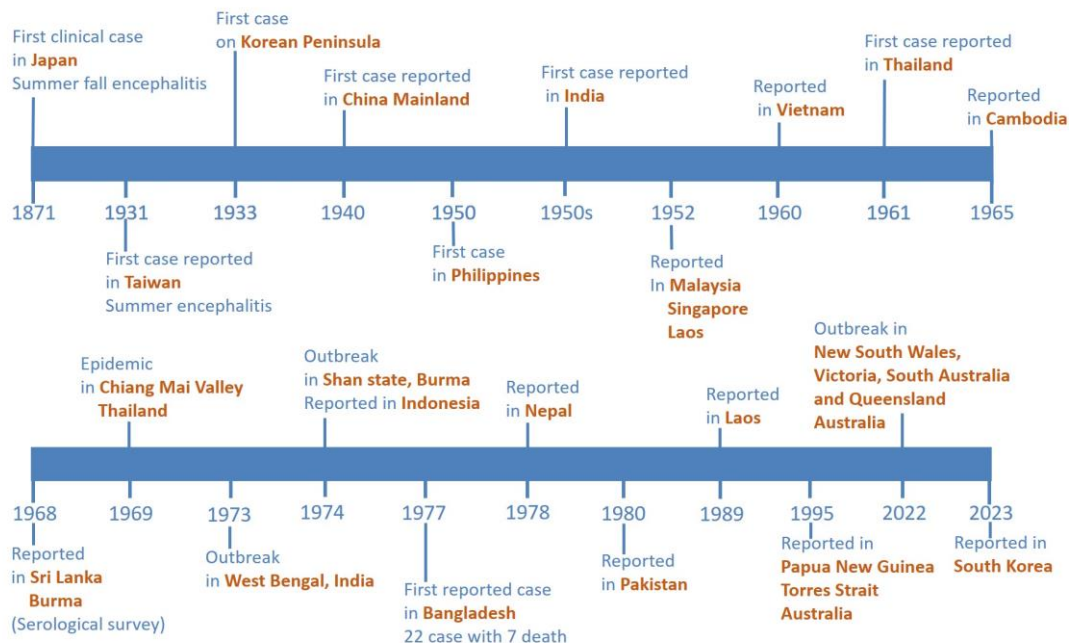 First clinical case
in Japan
Summer fall encephalitis
First case
on Korean Peninsula
First case reported
in China Mainland
First case reported
in India
Reported
in Vietnam
First case reported
in Thailand
Reported
in Cambodia
1871 1931 1933 1940 1950 1950s 1952 1960 1961 1965
First case reported
in Taiwan
Summer encephalitis
First case
in Philippines
Reported
In Malaysia
Singapore
Laos
Epidemic
in Chiang Mai Valley
Thailand
Outbreak
in Shan state, Burma
Reported in Indonesia
Reported
in Nepal
Reported
in Laos
Outbreak in
New South Wales,
Victoria, South Australia
and Queensland
Australia
1968 1969 1973 1974 1977 1978 1980 1989 1995 2022 2023
Reported
in Sri Lanka
Burma
(Serological survey)
Outbreak
in West Bengal, India
First reported case
in Bangladesh
22 case with 7 death
Reported
in Pakistan
Reported in
Papua New Guinea
Torres Strait
Australia
Reported in
South Korea